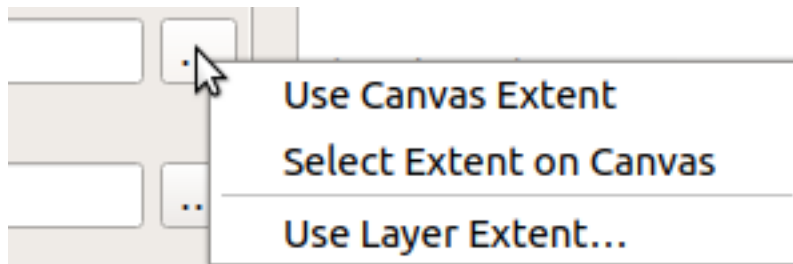 Use Canvas Extent
Select Extent on Canvas
Use Layer Extent…